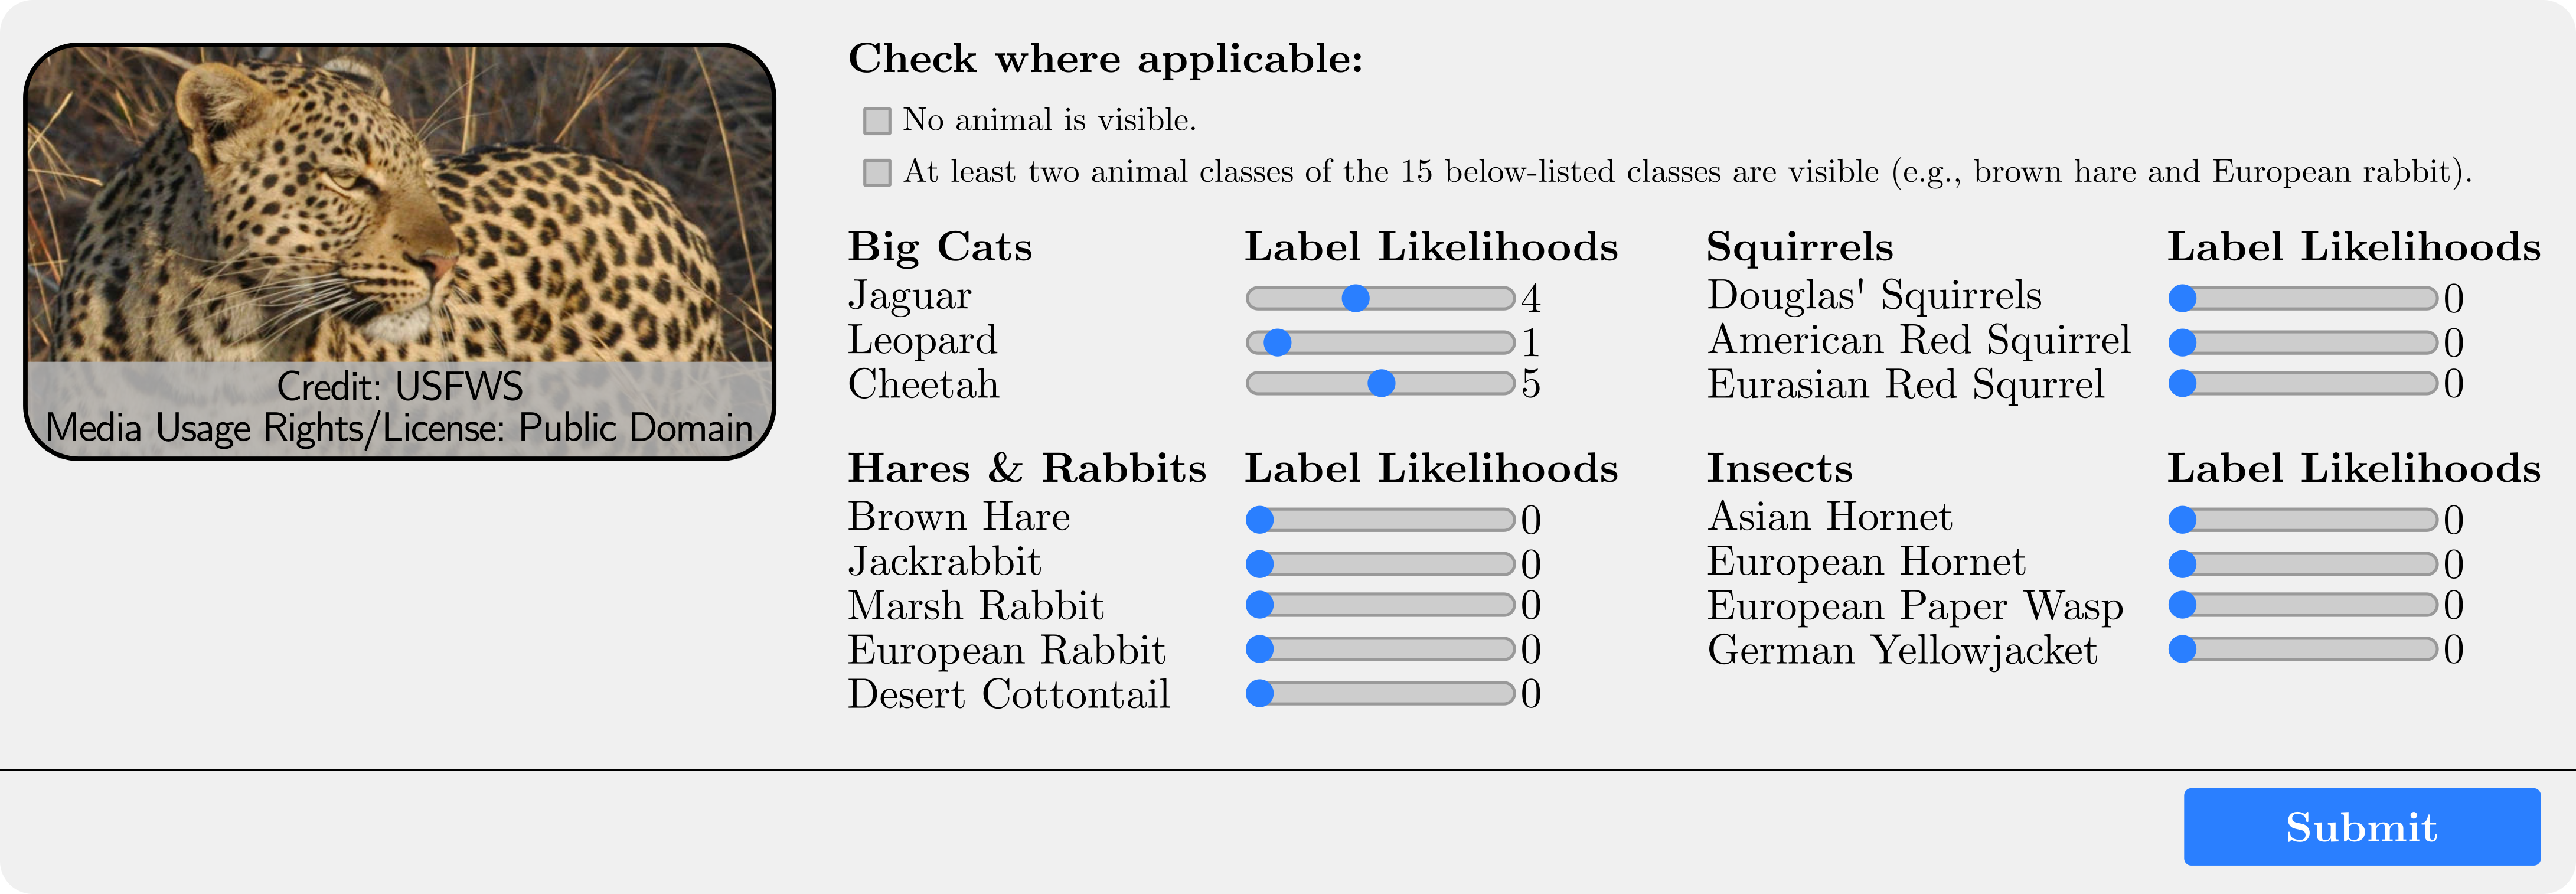 Credit: USFWS
Media Usage Rights/License: Public Domain
Check where applicable:
No animal is visible.
At least two animal classes of the 15 below-listed classes are visible (e.g., brown hare and European rabbit).
Big Cats Label Likelihoods
Jaguar 4
Leopard 1
Cheetah 5
Squirrels Label Likelihoods
Douglas' Squirrels 0
American Red Squirrel 0
Eurasian Red Squrrel 0
Hares & Rabbits Label Likelihoods
Brown Hare 0
Jackrabbit 0
Marsh Rabbit 0
European Rabbit 0
Desert Cottontail 0
Insects Label Likelihoods
Asian Hornet 0
European Hornet 0
European Paper Wasp 0
German Yellowjacket 0
Submit